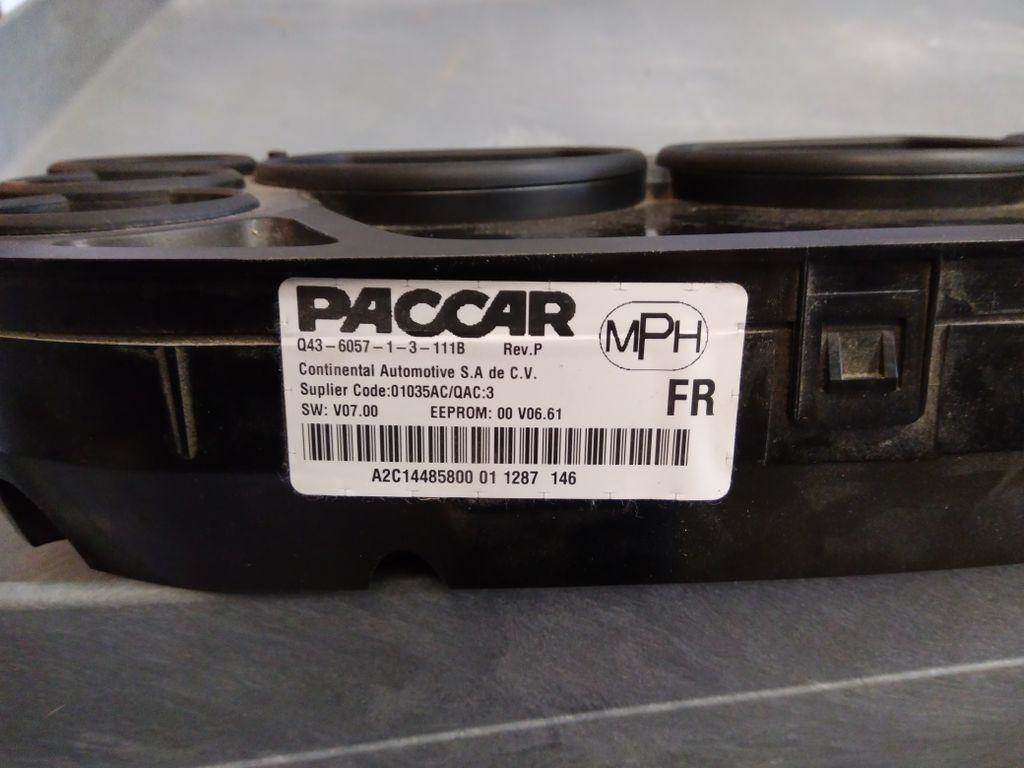 PACCAR
MPH
Q43-6057-1-3-111B Rev.P
Continental Automotive S.A de C.V.
Suplier Code:01035AC/QAC:3
FR
SW: V07.00 EEPROM: 00 V06.61
A2C14485800 01 1287 146